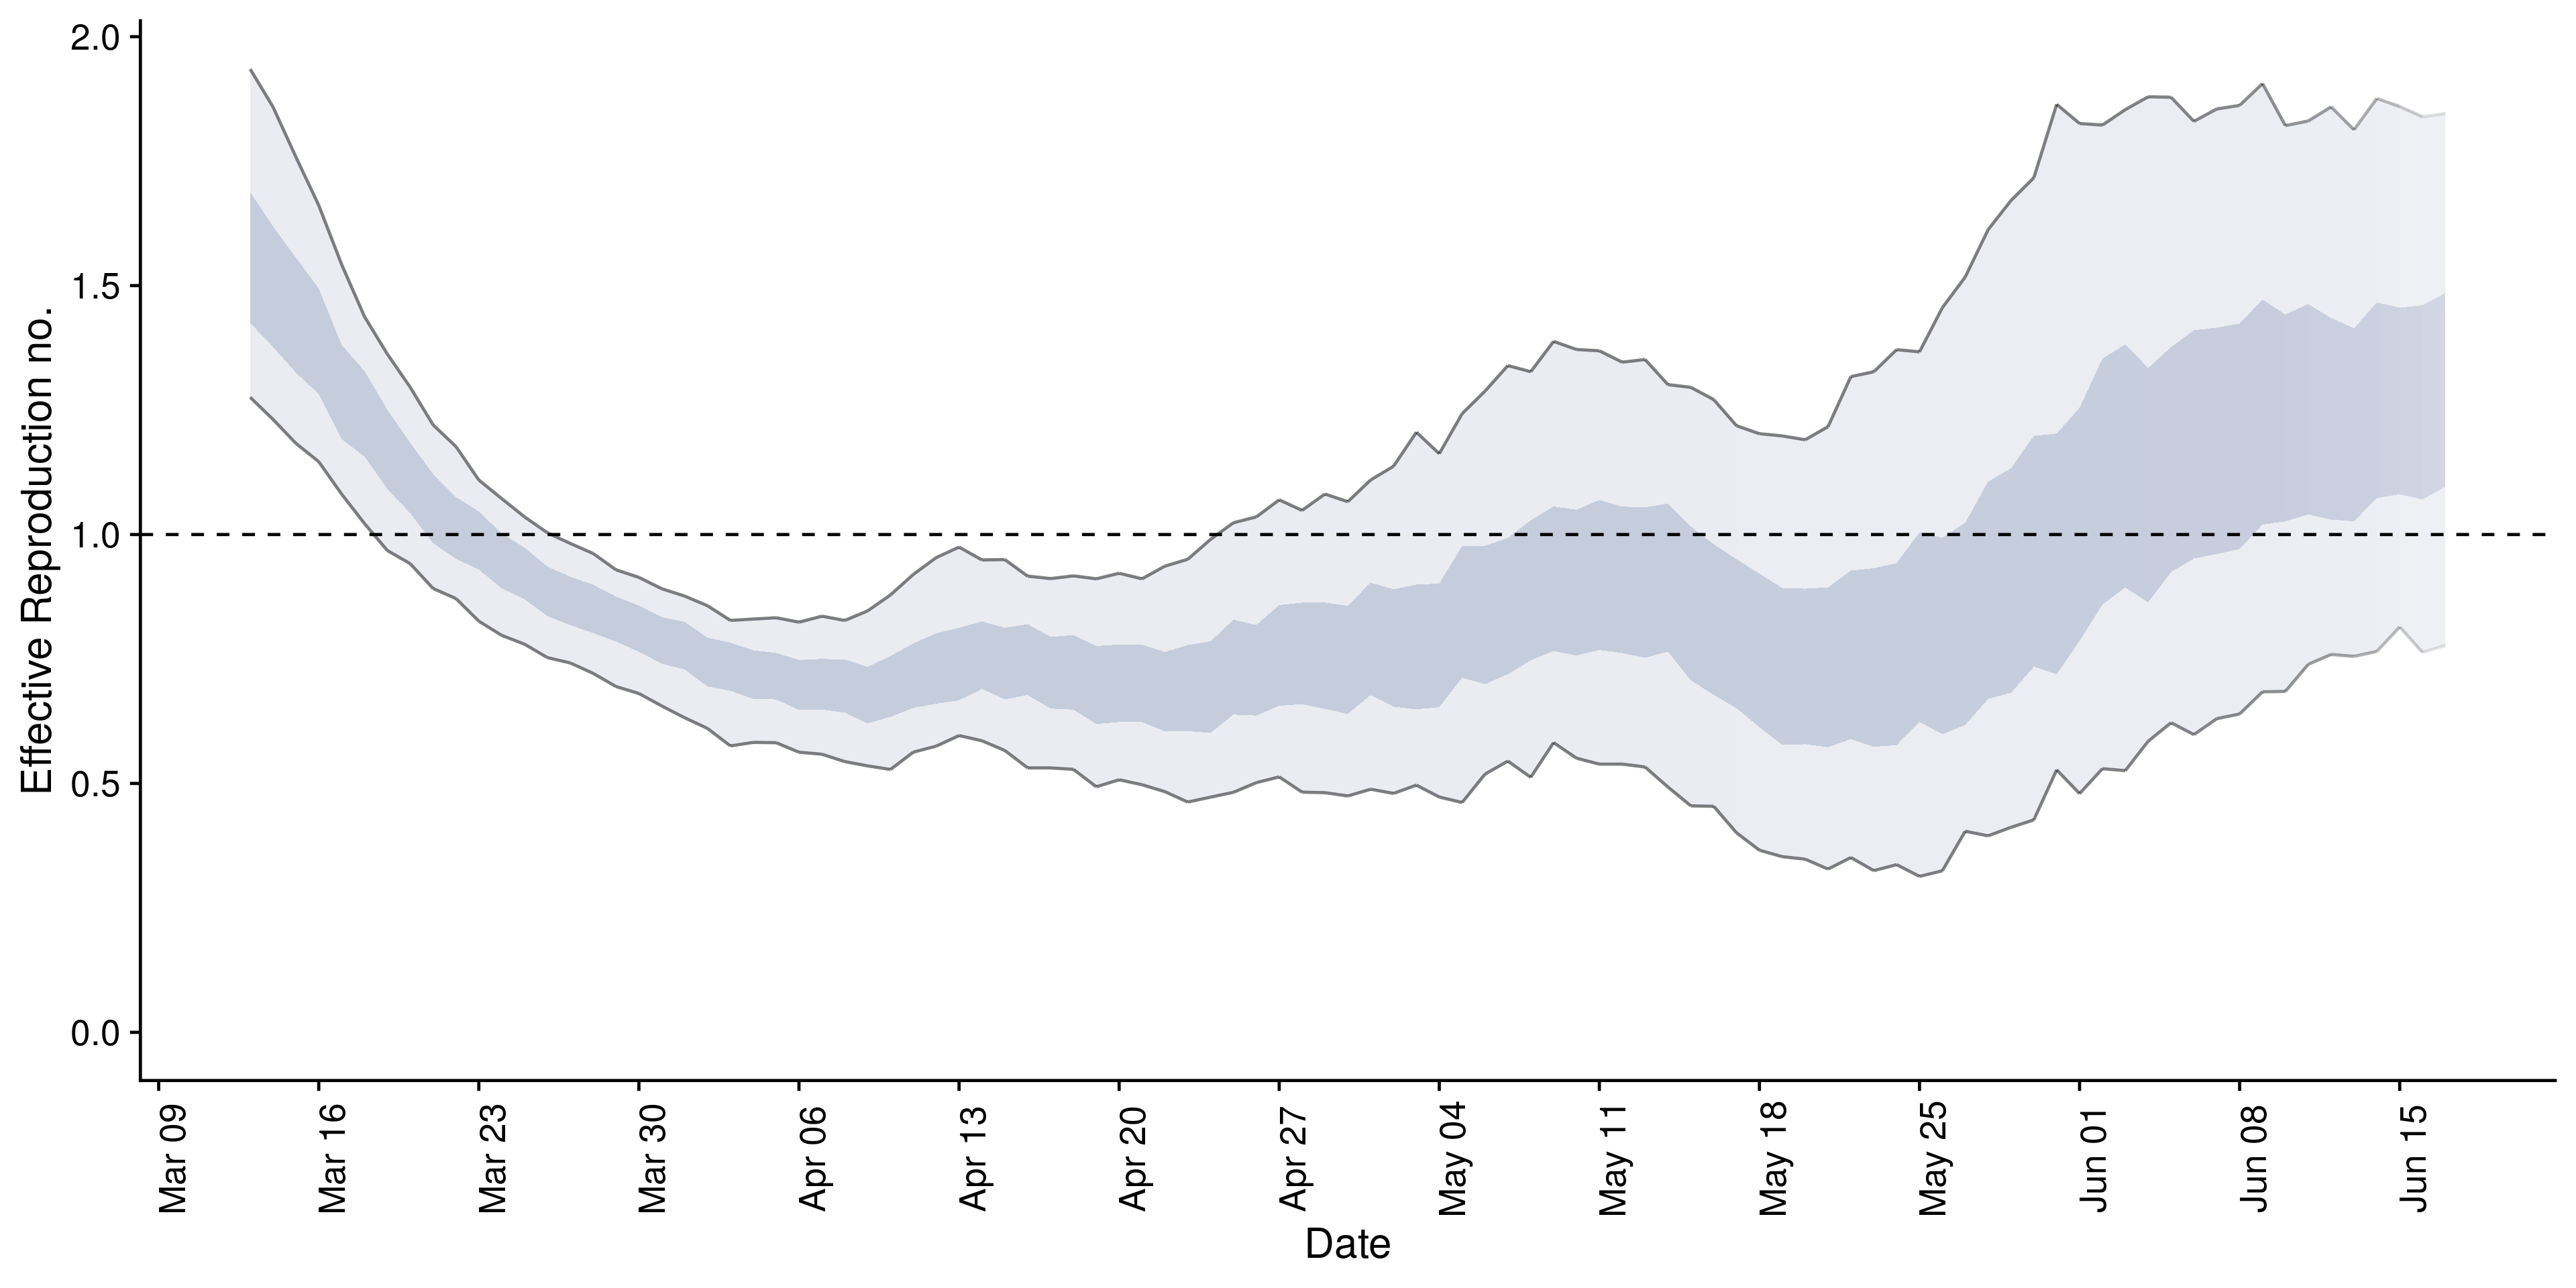 Effective Reproduction no.
2.0
1.5
1.0
0.5
0.0
Mar 09
Mar 16
Mar 23
Mar 30
Apr 06
Apr 13
Apr 20
Apr 27
May 04
May 11
May 18
May 25
Jun 01
Jun 08
Jun 15
Date